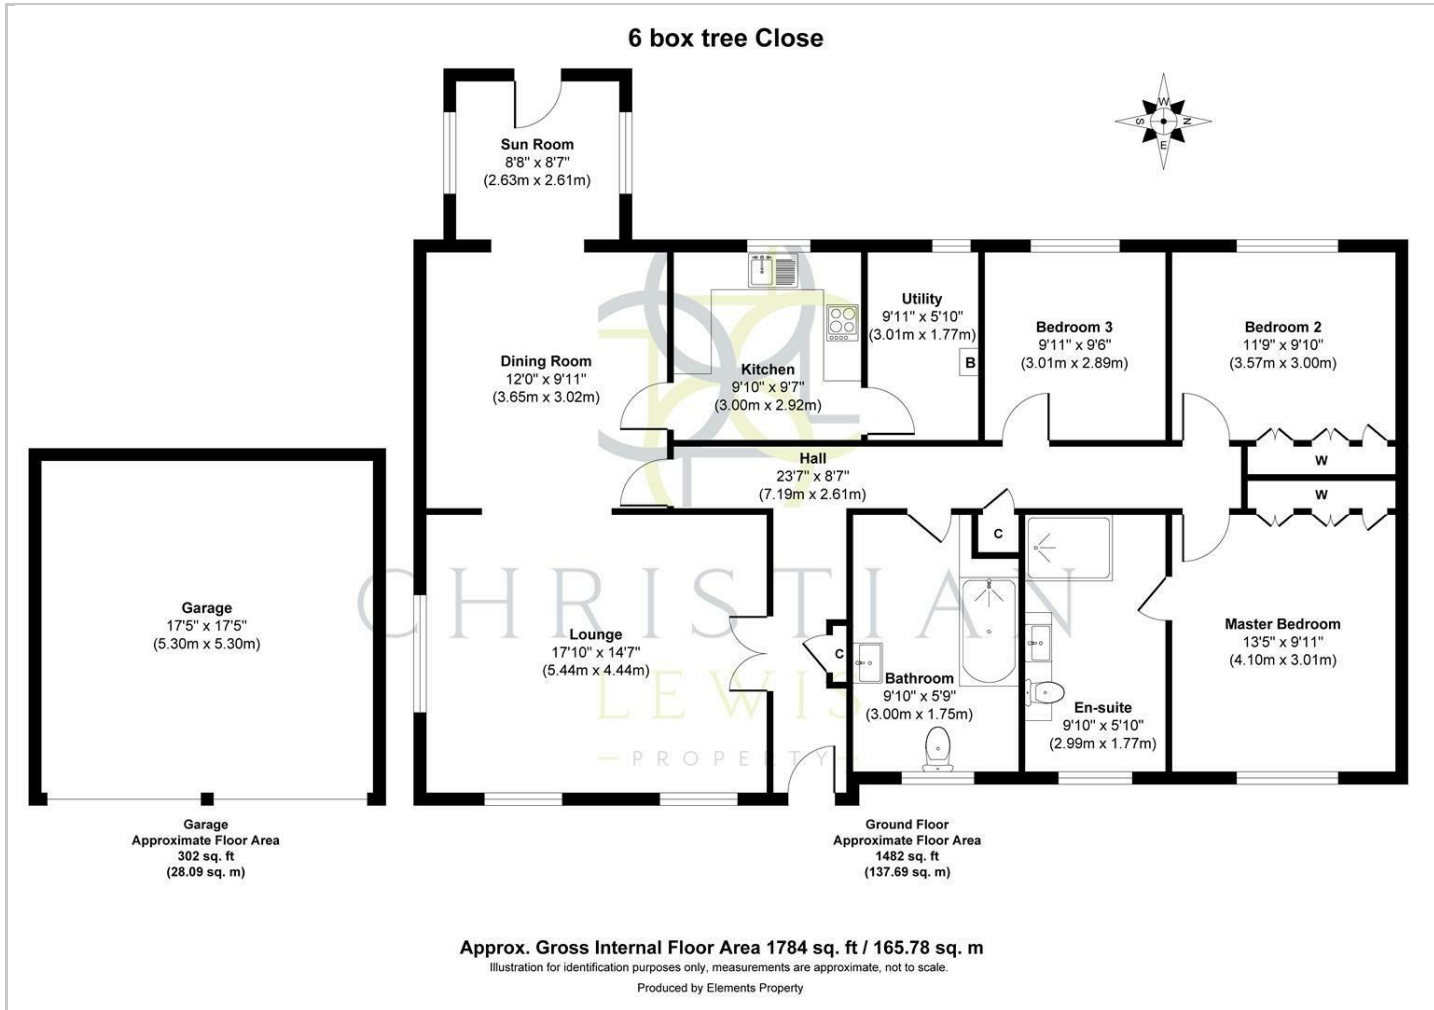 6 box tree Close
W
S
N
E
Sun Room
8'8" x 8'7"
(2.63m x 2.61m)
Dining Room
12'0" x 9'11"
(3.65m x 3.02m)
Kitchen
9'10" x 9'7"
(3.00m x 2.92m)
Utility
9'11" x 5'10"
(3.01m x 1.77m)
B
Bedroom 3
9'11" x 9'6"
(3.01m x 2.89m)
Bedroom 2
11'9" x 9'10"
(3.57m x 3.00m)
W
W
Hall
23'7" x 8'7"
(7.19m x 2.61m)
C
C
Garage
17'5" x 17'5"
(5.30m x 5.30m)
Lounge
17'10" x 14'7"
(5.44m x 4.44m)
Bathroom
9'10" x 5'9"
(3.00m x 1.75m)
En-suite
9'10" x 5'10"
(2.99m x 1.77m)
Master Bedroom
13'5" x 9'11"
(4.10m x 3.01m)
CHRISTIAN
LEWIS
PROPERTY
Garage
Approximate Floor Area
302 sq. ft
(28.09 sq. m)
Ground Floor
Approximate Floor Area
1482 sq. ft
(137.69 sq. m)
Approx. Gross Internal Floor Area 1784 sq. ft / 165.78 sq. m
Illustration for identification purposes only, measurements are approximate, not to scale.
Produced by Elements Property